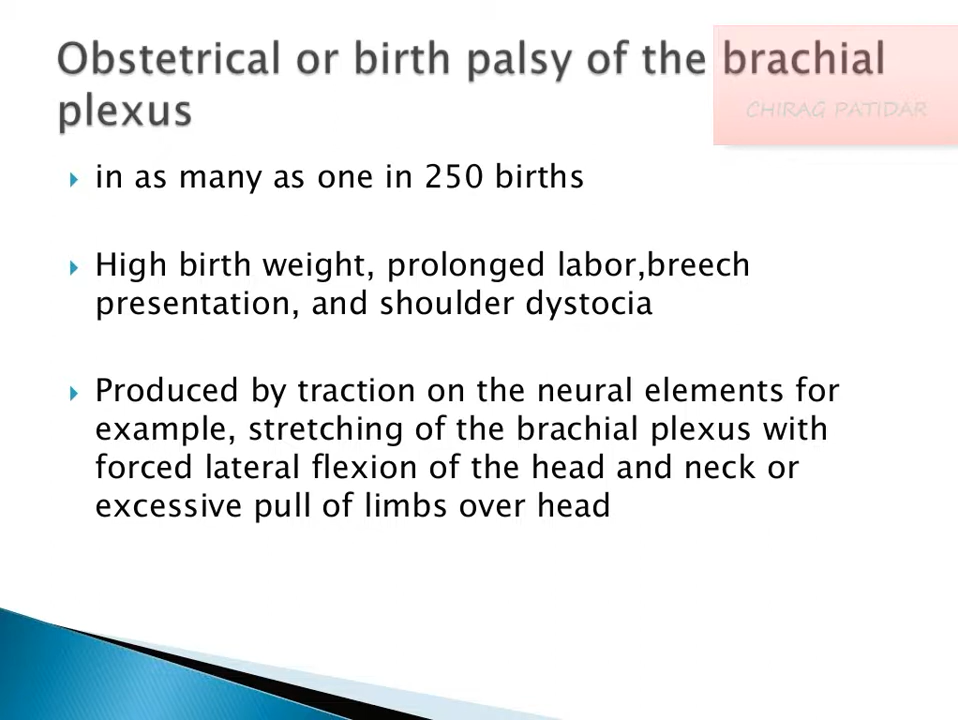 Obstetrical or birth palsy of the brachial
plexus
CHIRAG PATIDAR
in as many as one in 250 births
High birth weight, prolonged labor,breech
presentation, and shoulder dystocia
Produced by traction on the neural elements for
example, stretching of the brachial plexus with
forced lateral flexion of the head and neck or
excessive pull of limbs over head